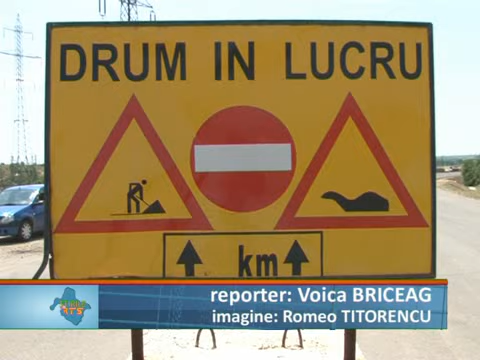 DRUM IN LUCRU
km
reporter: Voica BRICEAG
imagine: Romeo TITORENCU